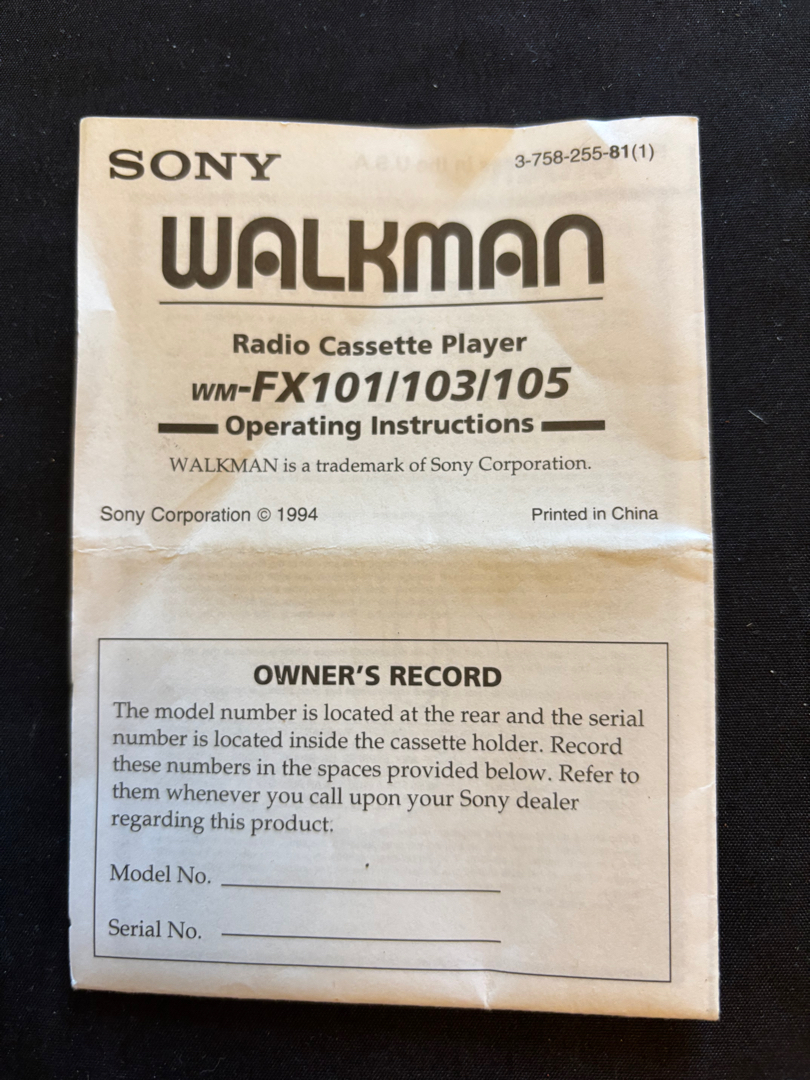 SONY
3-758-255-81(1)
WALKMAN
Radio Cassette Player
WM-FX101/103/105
Operating Instructions
WALKMAN is a trademark of Sony Corporation.
Sony Corporation © 1994
Printed in China
OWNER'S RECORD
The model number is located at the rear and the serial
number is located inside the cassette holder. Record
these numbers in the spaces provided below. Refer to
them whenever you call upon your Sony dealer
regarding this product.
Model No.
Serial No.